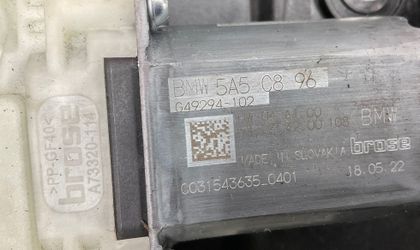 BMW 5A5 C8 96
G49294-102
BMW
MADE IN SLOVAKIA brose
C031543635_0401 18.05.22
>PP-GF40<
brose
A73920-114